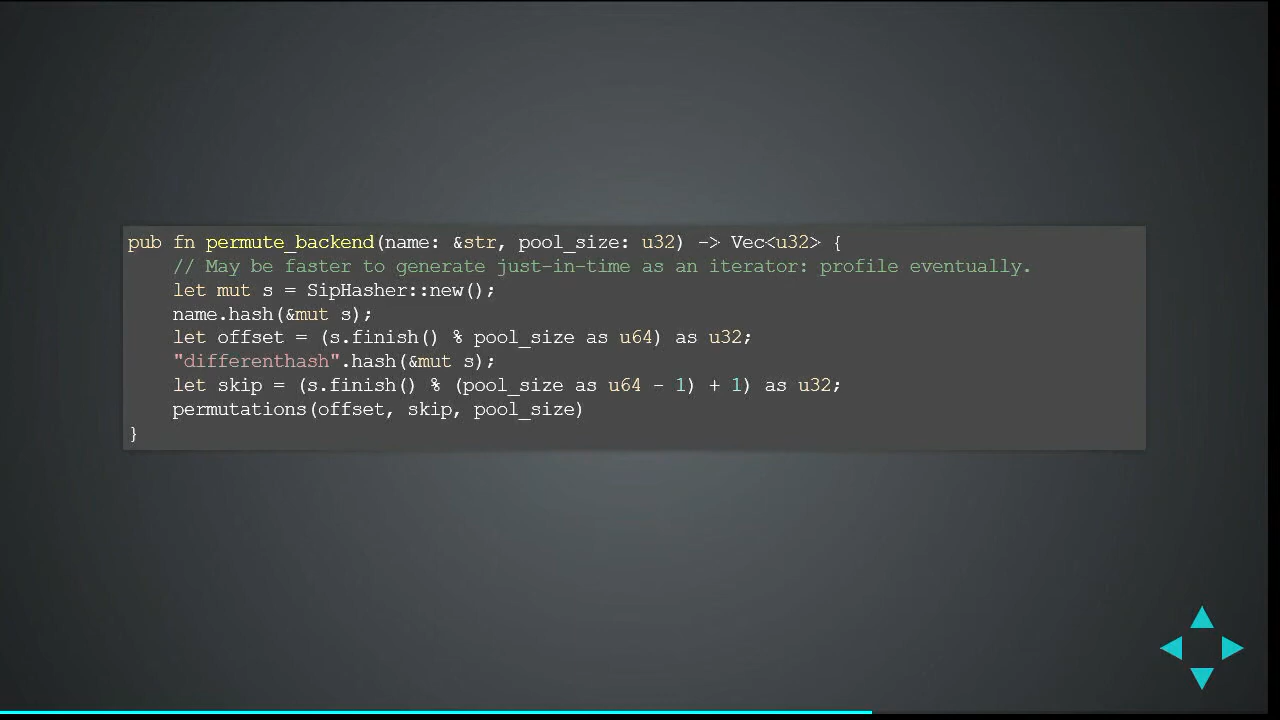 pub fn permute_backend(name: &str, pool_size: u32) -> Vec<u32> {
    // May be faster to generate just-in-time as an iterator: profile eventually.
    let mut s = SipHasher::new();
    name.hash(&mut s);
    let offset = (s.finish() % pool_size as u64) as u32;
    "differenthash".hash(&mut s);
    let skip = (s.finish() % (pool_size as u64 - 1) + 1) as u32;
    permutations(offset, skip, pool_size)
}